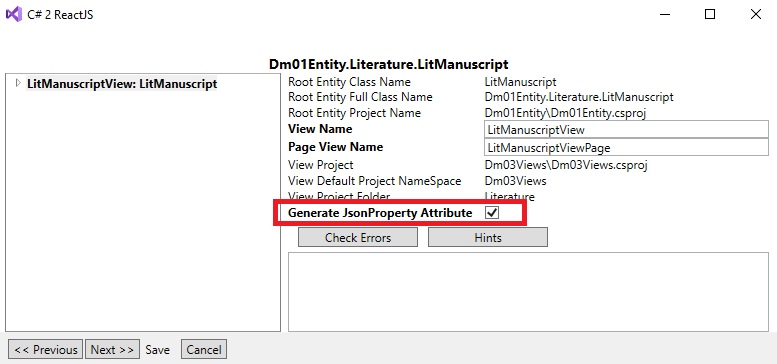 C# 2 ReactJS
Dm01Entity.Literature.LitManuscript
LitManuscriptView: LitManuscript
Root Entity Class Name LitManuscript
Root Entity Full Class Name Dm01Entity.Literature.LitManuscript
Root Entity Project Name Dm01Entity\Dm01Entity.csproj
View Name LitManuscriptView
Page View Name LitManuscriptViewPage
View Project Dm03Views\Dm03Views.csproj
View Default Project NameSpace Dm03Views
View Project Folder Literature
Generate JsonProperty Attribute
Check Errors Hints
<< Previous Next >> Save Cancel